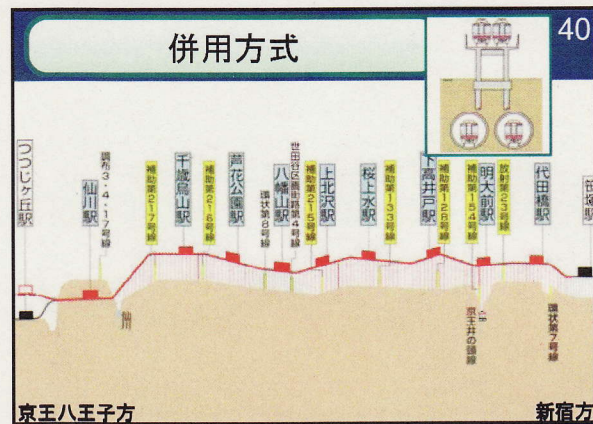 併用方式
40
つつじヶ丘駅
調布3・4・17号線
仙川駅
補助第217号線
千歳烏山駅
補助第216号線
芦花公園駅
環状第8号線
八幡山駅
世田谷区画街路第4号線
補助第215号線
上北沢駅
桜上水駅
補助第133号線
下高井戸駅
補助第128号線
補助第154号線
明大前駅
放射第23号線
代田橋駅
笹塚駅
仙川
京王井の頭線
環状第7号線
京王八王子方
新宿方